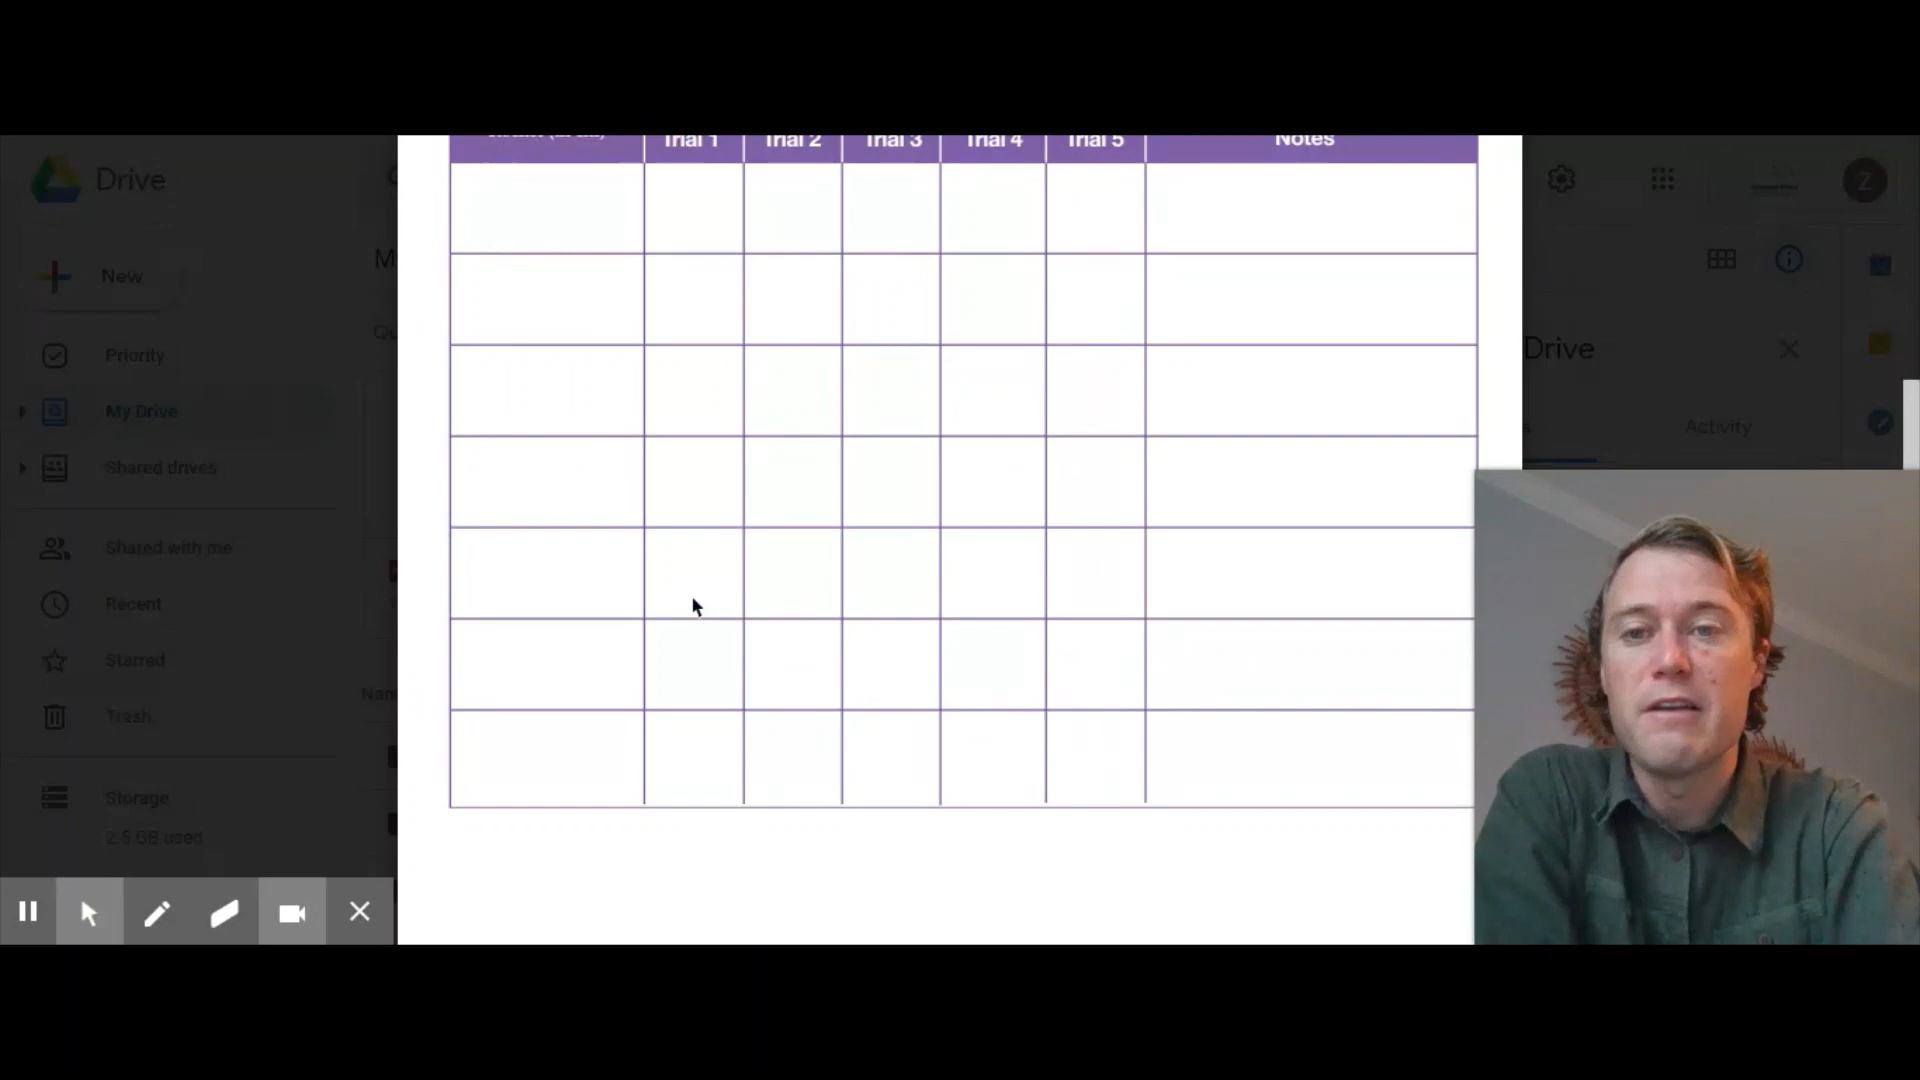 Trial 1 Trial 2 Trial 3 Trial 4 Trial 5 Notes
Drive
New
Priority
My Drive
Shared drives
Shared with me
Recent
Starred
Trash
Storage
2.5 GB used
Drive
Activity
Z